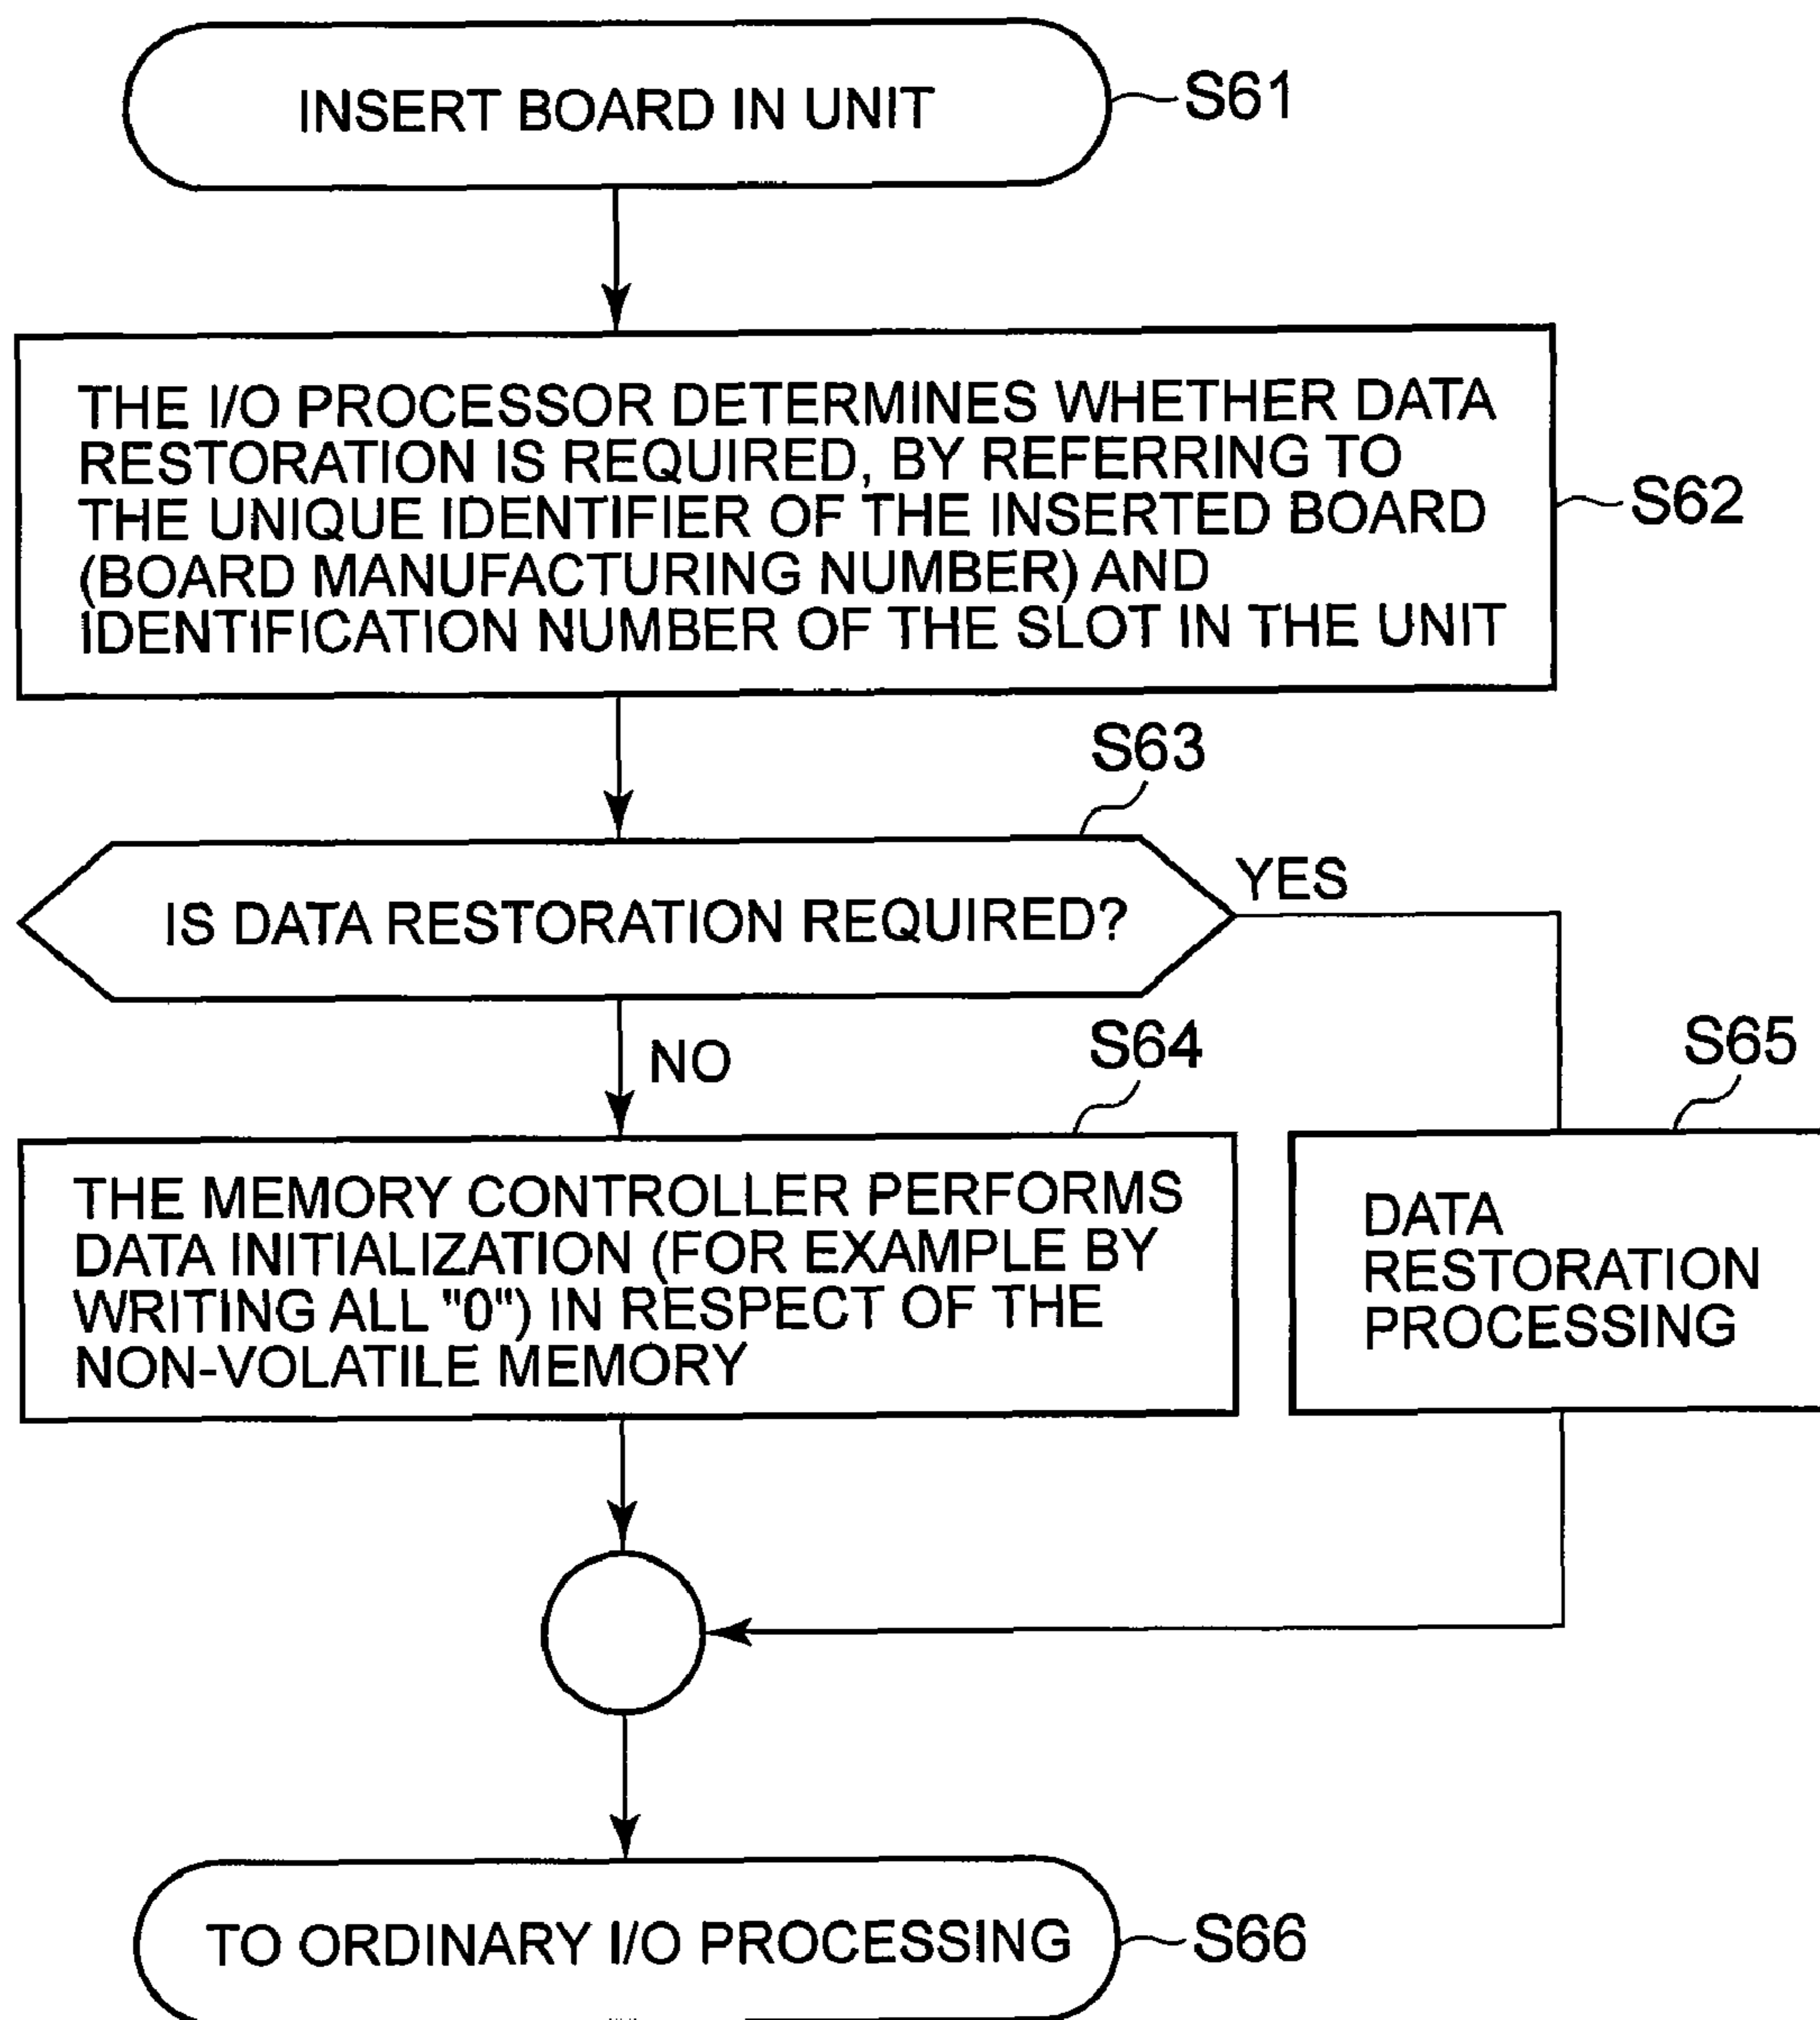 INSERT BOARD IN UNIT
S61
THE I/O PROCESSOR DETERMINES WHETHER DATA
RESTORATION IS REQUIRED, BY REFERRING TO
THE UNIQUE IDENTIFIER OF THE INSERTED BOARD
(BOARD MANUFACTURING NUMBER) AND
IDENTIFICATION NUMBER OF THE SLOT IN THE UNIT
S62
S63
IS DATA RESTORATION REQUIRED?
YES
NO
S64
S65
THE MEMORY CONTROLLER PERFORMS
DATA INITIALIZATION (FOR EXAMPLE BY
WRITING ALL "0") IN RESPECT OF THE
NON-VOLATILE MEMORY
DATA
RESTORATION
PROCESSING
TO ORDINARY I/O PROCESSING
S66